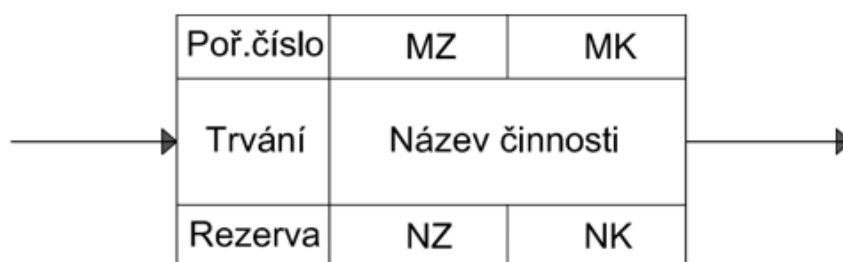 Poř.číslo MZ MK
Trvání Název činnosti
Rezerva NZ NK